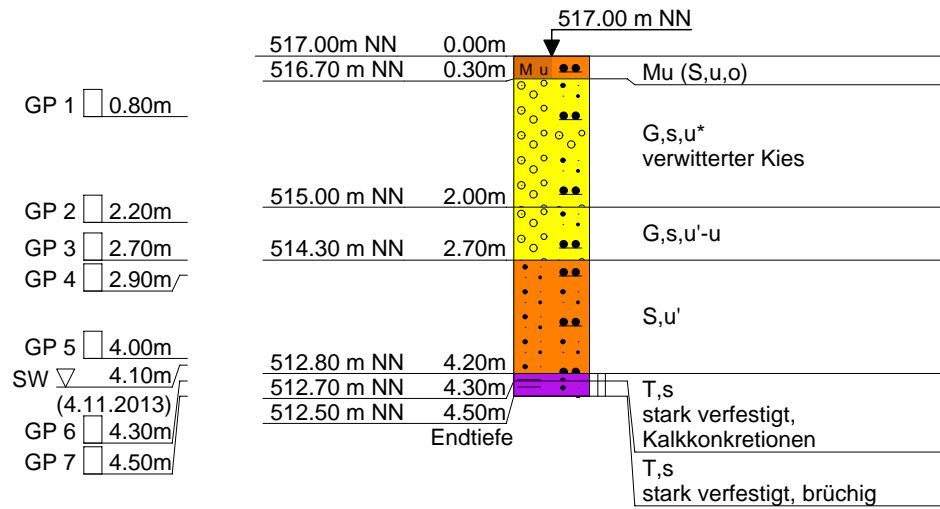 517.00 m NN
517.00m NN 0.00m
516.70 m NN 0.30m
M u
Mu (S,u,o)
GP 1 0.80m
G,s,u*
verwitterter Kies
515.00 m NN 2.00m
GP 2 2.20m
G,s,u'-u
GP 3 2.70m
514.30 m NN 2.70m
GP 4 2.90m
S,u'
GP 5 4.00m
SW 4.10m
(4.11.2013)
512.80 m NN 4.20m
512.70 m NN 4.30m
512.50 m NN 4.50m
Endtiefe
GP 6 4.30m
GP 7 4.50m
T,s
stark verfestigt,
Kalkkonkretionen
T,s
stark verfestigt, brüchig